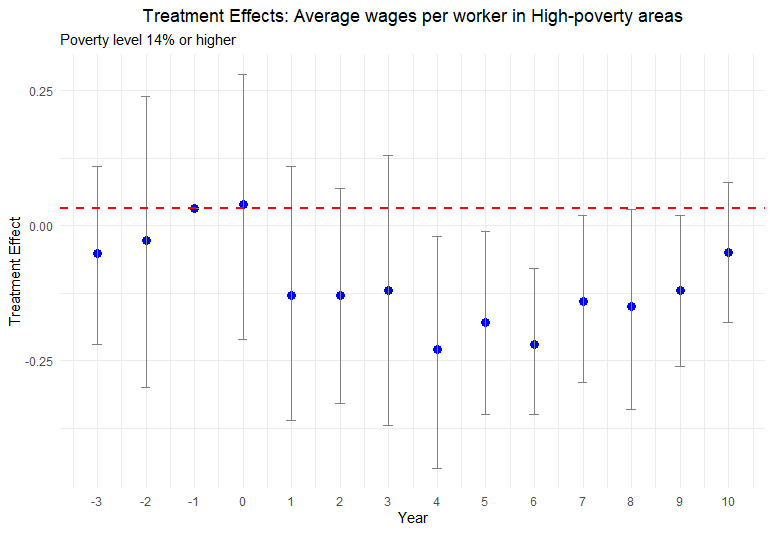 Treatment Effects: Average wages per worker in High-poverty areas
Poverty level 14% or higher
0.25
0.00
-0.25
Treatment Effect
-3 -2 -1 0 1 2 3 4 5 6 7 8 9 10
Year